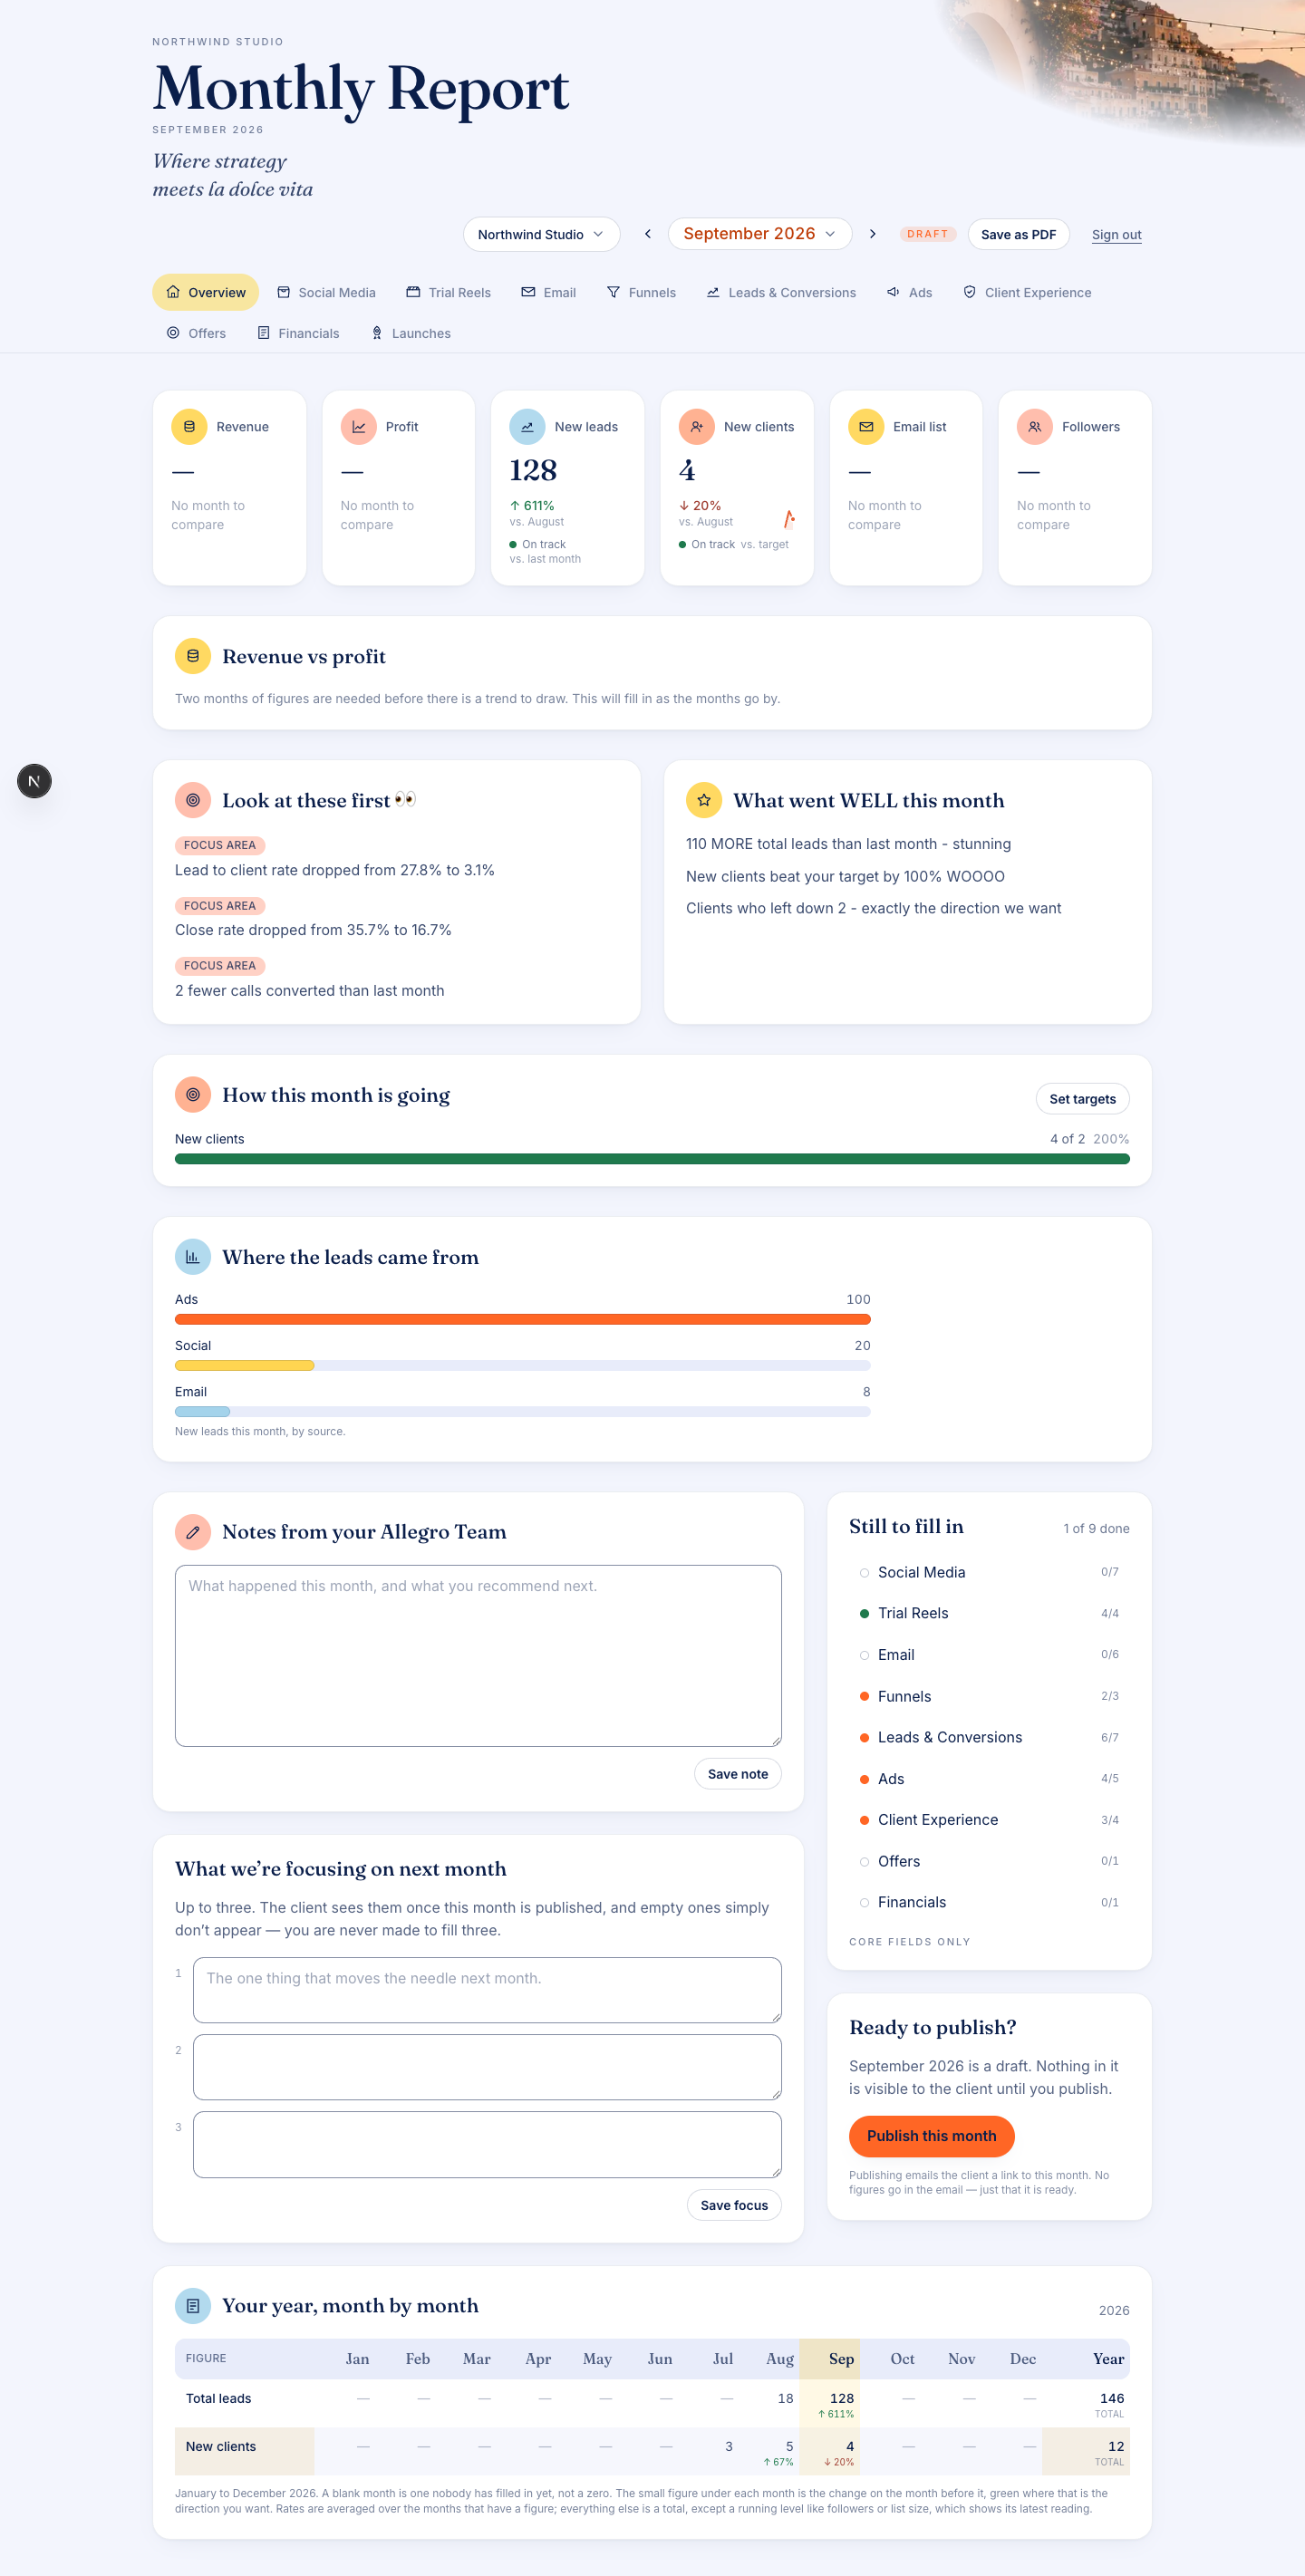 NORTHWIND STUDIO
Monthly Report
SEPTEMBER 2026
Where strategy
meets la dolce vita
Northwind Studio
September 2026
DRAFT
Save as PDF
Sign out
Overview
Social Media
Trial Reels
Email
Funnels
Leads & Conversions
Ads
Client Experience
Offers
Financials
Launches
Revenue
—
No month to
compare
Profit
—
No month to
compare
New leads
128
↑ 611%
vs. August
On track
vs. last month
New clients
4
↓ 20%
vs. August
On track vs. target
Email list
—
No month to
compare
Followers
—
No month to
compare
Revenue vs profit
Two months of figures are needed before there is a trend to draw. This will fill in as the months go by.
N
Look at these first 👀
FOCUS AREA
Lead to client rate dropped from 27.8% to 3.1%
FOCUS AREA
Close rate dropped from 35.7% to 16.7%
FOCUS AREA
2 fewer calls converted than last month
What went WELL this month
110 MORE total leads than last month - stunning
New clients beat your target by 100% WOOOO
Clients who left down 2 - exactly the direction we want
How this month is going
Set targets
New clients
4 of 2 200%
Where the leads came from
Ads 100
Social 20
Email 8
New leads this month, by source.
Notes from your Allegro Team
What happened this month, and what you recommend next.
Save note
What we’re focusing on next month
Up to three. The client sees them once this month is published, and empty ones simply
don’t appear — you are never made to fill three.
1
The one thing that moves the needle next month.
2
3
Save focus
Still to fill in
1 of 9 done
Social Media 0/7
Trial Reels 4/4
Email 0/6
Funnels 2/3
Leads & Conversions 6/7
Ads 4/5
Client Experience 3/4
Offers 0/1
Financials 0/1
CORE FIELDS ONLY
Ready to publish?
September 2026 is a draft. Nothing in it
is visible to the client until you publish.
Publish this month
Publishing emails the client a link to this month. No
figures go in the email — just that it is ready.
Your year, month by month
2026
FIGURE Jan Feb Mar Apr May Jun Jul Aug Sep Oct Nov Dec Year
Total leads — — — — — — — 18 128 — — — 146
↑ 611% TOTAL
New clients — — — — — — 3 5 4 — — — 12
↑ 67% ↓ 20% TOTAL
January to December 2026. A blank month is one nobody has filled in yet, not a zero. The small figure under each month is the change on the month before it, green where that is the
direction you want. Rates are averaged over the months that have a figure; everything else is a total, except a running level like followers or list size, which shows its latest reading.